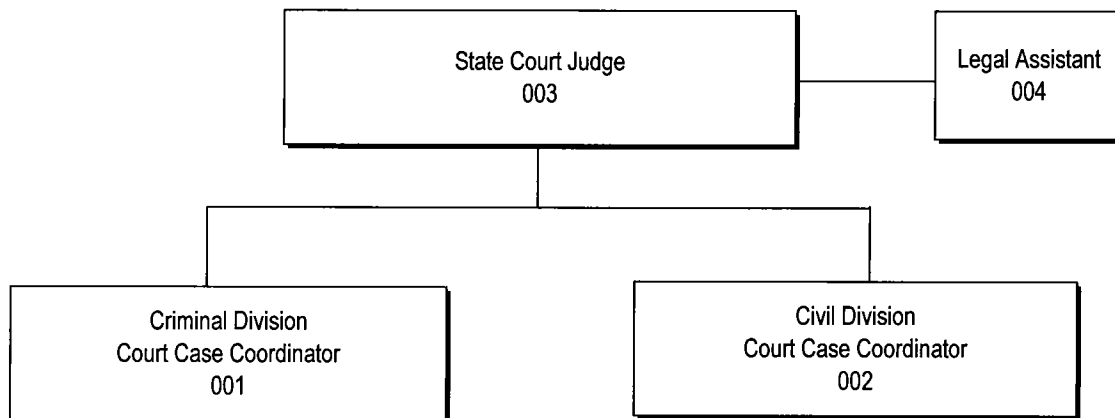 State Court Judge
003
Legal Assistant
004
Criminal Division
Court Case Coordinator
001
Civil Division
Court Case Coordinator
002